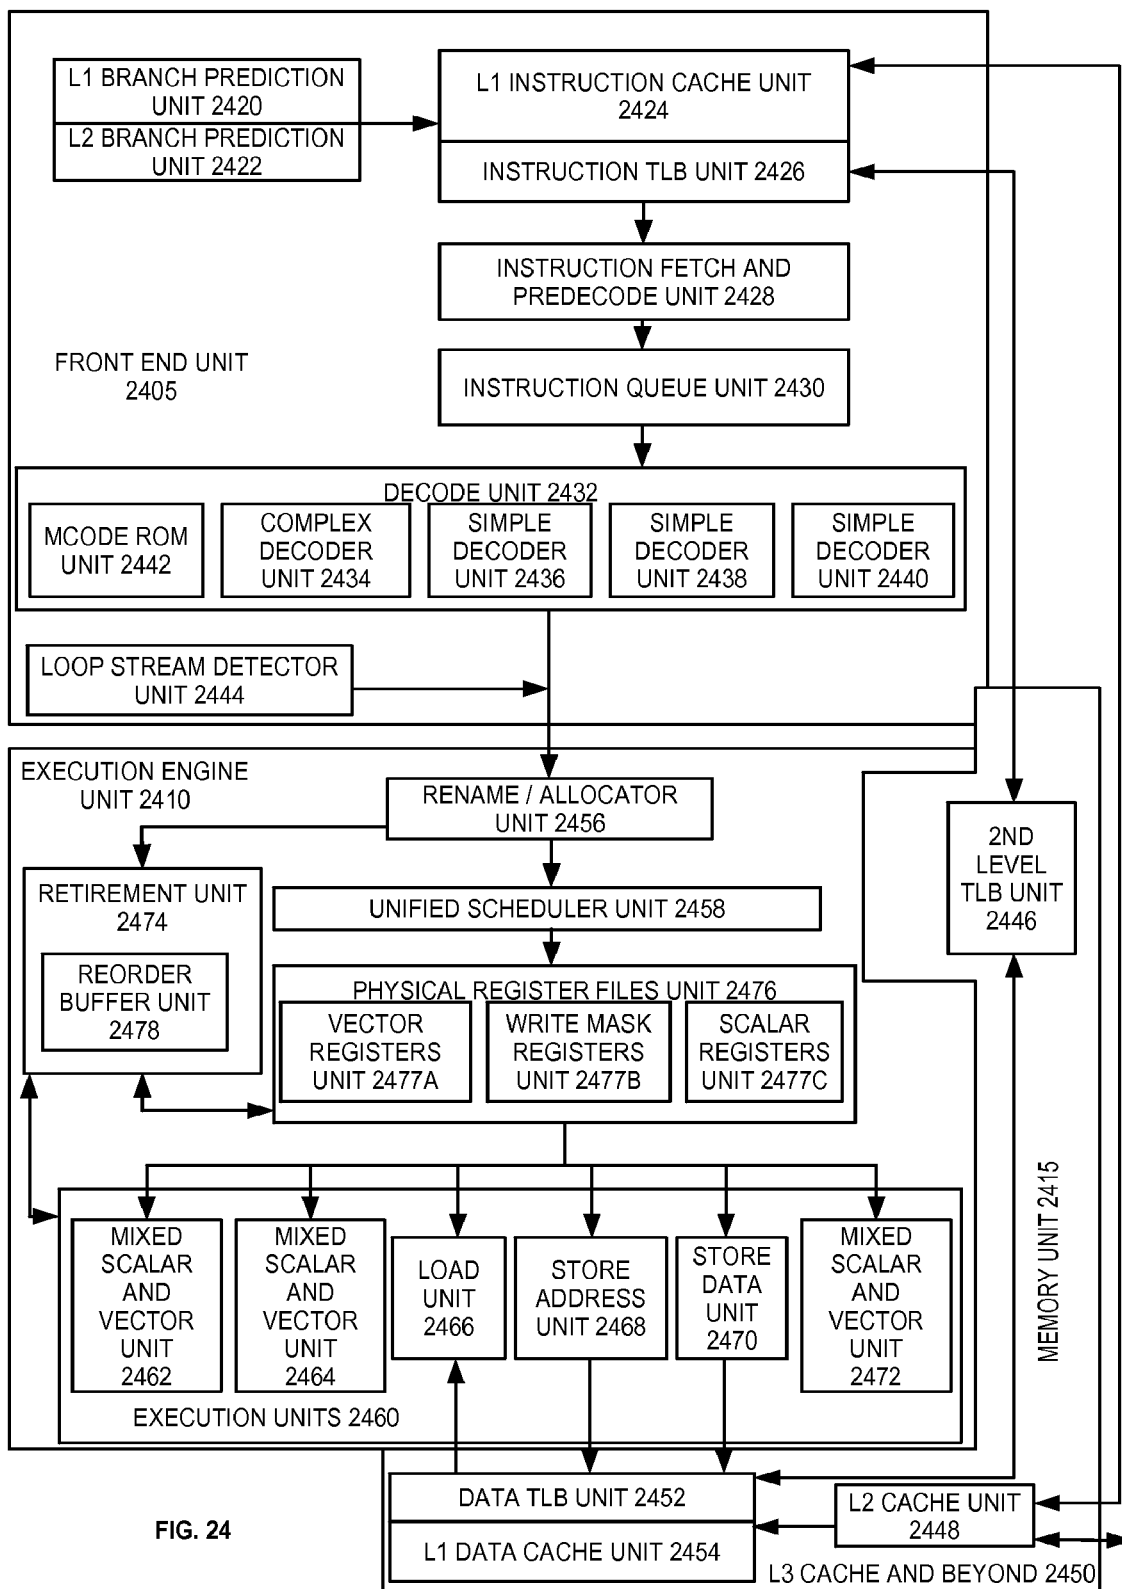 L1 BRANCH PREDICTION
UNIT 2420
L2 BRANCH PREDICTION
UNIT 2422
L1 INSTRUCTION CACHE UNIT
2424
INSTRUCTION TLB UNIT 2426
INSTRUCTION FETCH AND
PREDECODE UNIT 2428
FRONT END UNIT
2405
INSTRUCTION QUEUE UNIT 2430
DECODE UNIT 2432
MCODE ROM
UNIT 2442
COMPLEX
DECODER
UNIT 2434
SIMPLE
DECODER
UNIT 2436
SIMPLE
DECODER
UNIT 2438
SIMPLE
DECODER
UNIT 2440
LOOP STREAM DETECTOR
UNIT 2444
EXECUTION ENGINE
UNIT 2410
RENAME / ALLOCATOR
UNIT 2456
2ND
LEVEL
TLB UNIT
2446
RETIREMENT UNIT
2474
REORDER
BUFFER UNIT
2478
UNIFIED SCHEDULER UNIT 2458
PHYSICAL REGISTER FILES UNIT 2476
VECTOR
REGISTERS
UNIT 2477A
WRITE MASK
REGISTERS
UNIT 2477B
SCALAR
REGISTERS
UNIT 2477C
MEMORY UNIT 2415
MIXED
SCALAR
AND
VECTOR
UNIT
2462
MIXED
SCALAR
AND
VECTOR
UNIT
2464
LOAD
UNIT
2466
STORE
ADDRESS
UNIT 2468
STORE
DATA
UNIT
2470
MIXED
SCALAR
AND
VECTOR
UNIT
2472
EXECUTION UNITS 2460
DATA TLB UNIT 2452
L1 DATA CACHE UNIT 2454
L2 CACHE UNIT
2448
L3 CACHE AND BEYOND 2450
FIG. 24